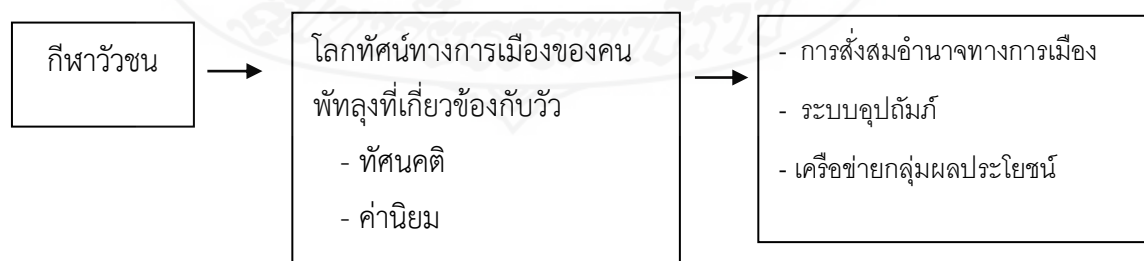 กีฬาวัวชน
โลกทัศน์ทางการเมืองของคน
พัทลุงที่เกี่ยวข้องกับวัว
- ทัศนคติ
- ค่านิยม
- การสั่งสมอำนาจทางการเมือง
- ระบบอุปถัมภ์
- เครือข่ายกลุ่มผลประโยชน์